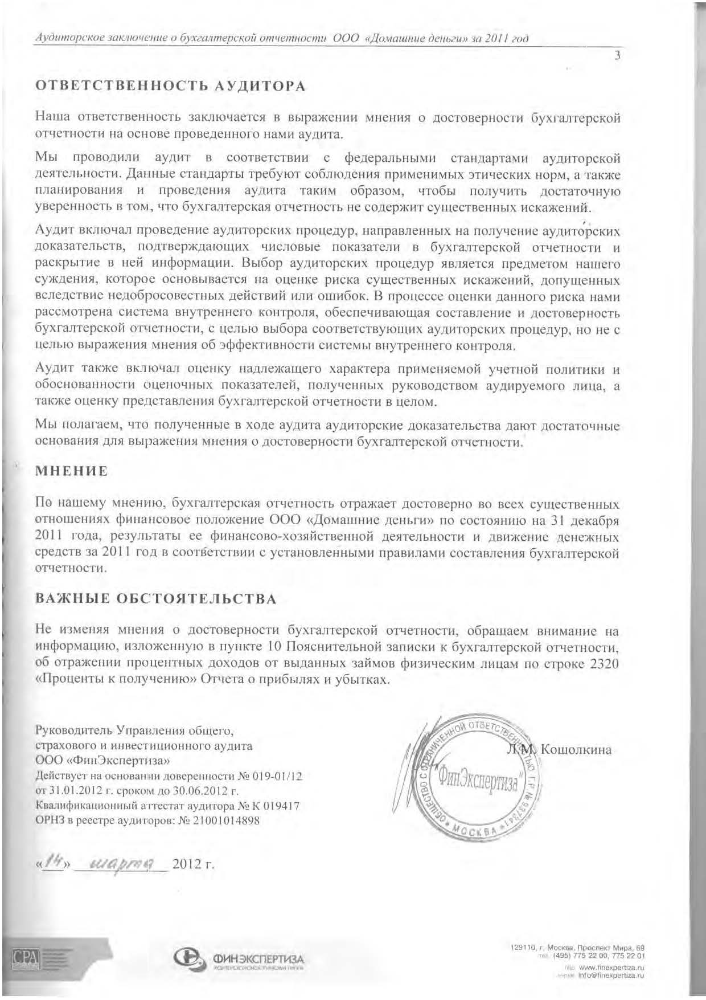 Аудиторское заключение о бухгалтерской отчетности ООО «Домашние деньги» за 2011 год
3
ОТВЕТСТВЕННОСТЬ АУДИТОРА
Наша ответственность заключается в выражении мнения о достоверности бухгалтерской
отчетности на основе проведенного нами аудита.
Мы проводили аудит в соответствии с федеральными стандартами аудиторской
деятельности. Данные стандарты требуют соблюдения применимых этических норм, а также
планирования и проведения аудита таким образом, чтобы получить достаточную
уверенность в том, что бухгалтерская отчетность не содержит существенных искажений.
Аудит включал проведение аудиторских процедур, направленных на получение аудиторских
доказательств, подтверждающих числовые показатели в бухгалтерской отчетности и
раскрытие в ней информации. Выбор аудиторских процедур является предметом нашего
суждения, которое основывается на оценке риска существенных искажений, допущенных
вследствие недобросовестных действий или ошибок. В процессе оценки данного риска нами
рассмотрена система внутреннего контроля, обеспечивающая составление и достоверность
бухгалтерской отчетности, с целью выбора соответствующих аудиторских процедур, но не с
целью выражения мнения об эффективности системы внутреннего контроля.
Аудит также включал оценку надлежащего характера применяемой учетной политики и
обоснованности оценочных показателей, полученных руководством аудируемого лица, а
также оценку представления бухгалтерской отчетности в целом.
Мы полагаем, что полученные в ходе аудита аудиторские доказательства дают достаточные
основания для выражения мнения о достоверности бухгалтерской отчетности.
МНЕНИЕ
По нашему мнению, бухгалтерская отчетность отражает достоверно во всех существенных
отношениях финансовое положение ООО «Домашние деньги» по состоянию на 31 декабря
2011 года, результаты ее финансово-хозяйственной деятельности и движение денежных
средств за 2011 год в соответствии с установленными правилами составления бухгалтерской
отчетности.
ВАЖНЫЕ ОБСТОЯТЕЛЬСТВА
Не изменяя мнения о достоверности бухгалтерской отчетности, обращаем внимание на
информацию, изложенную в пункте 10 Пояснительной записки к бухгалтерской отчетности,
об отражении процентных доходов от выданных займов физическим лицам по строке 2320
«Проценты к получению» Отчета о прибылях и убытках.
Руководитель Управления общего,
страхового и инвестиционного аудита
ООО «ФинЭкспертиза»
Действует на основании доверенности № 019-01/12
от 31.01.2012 г. сроком до 30.06.2012 г.
Квалификационный аттестат аудитора № К 019417
ОРНЗ в реестре аудиторов: № 21001014898
Л.М. Кошолкина
ОБЩЕСТВО С ОГРАНИЧЕННОЙ ОТВЕТСТВЕННОСТЬЮ Г.Р. № 937341
"ФинЭкспертиза"
* МОСКВА *
«14» марта 2012 г.
CPA
ФИНЭКСПЕРТИЗА
129110, г. Москва, Проспект Мира, 69
тел. (495) 775 22 00, 775 22 01
http www.finexpertiza.ru
info@finexpertiza.ru